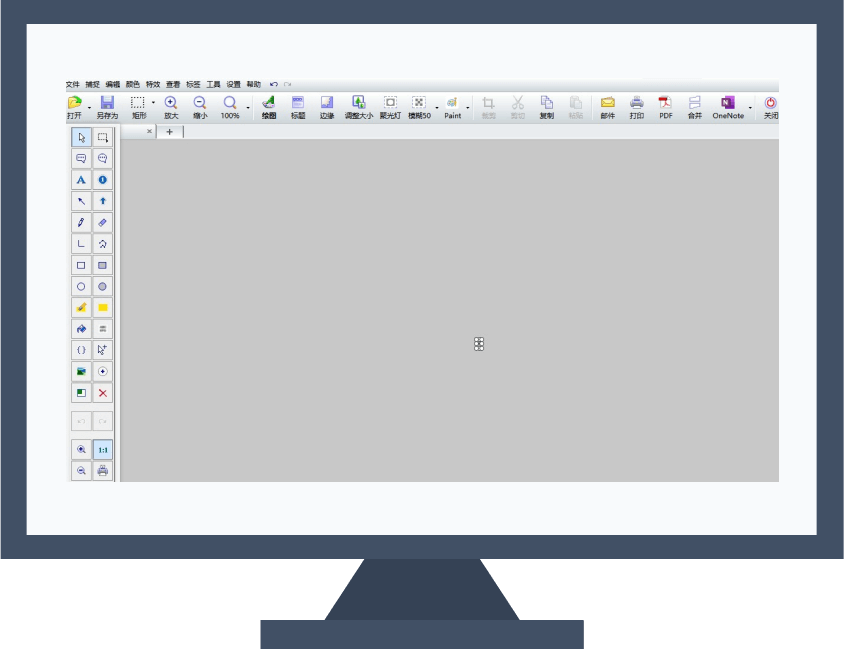 文件 捕捉 编辑 颜色 特效 查看 标签 工具 设置 帮助
打开 另存为 矩形 放大 缩小 100% 绘图 标题 边缘 调整大小 聚光灯 模糊50 Paint 裁剪 剪切 复制 粘贴 邮件 打印 PDF 合并 OneNote 关闭
1:1